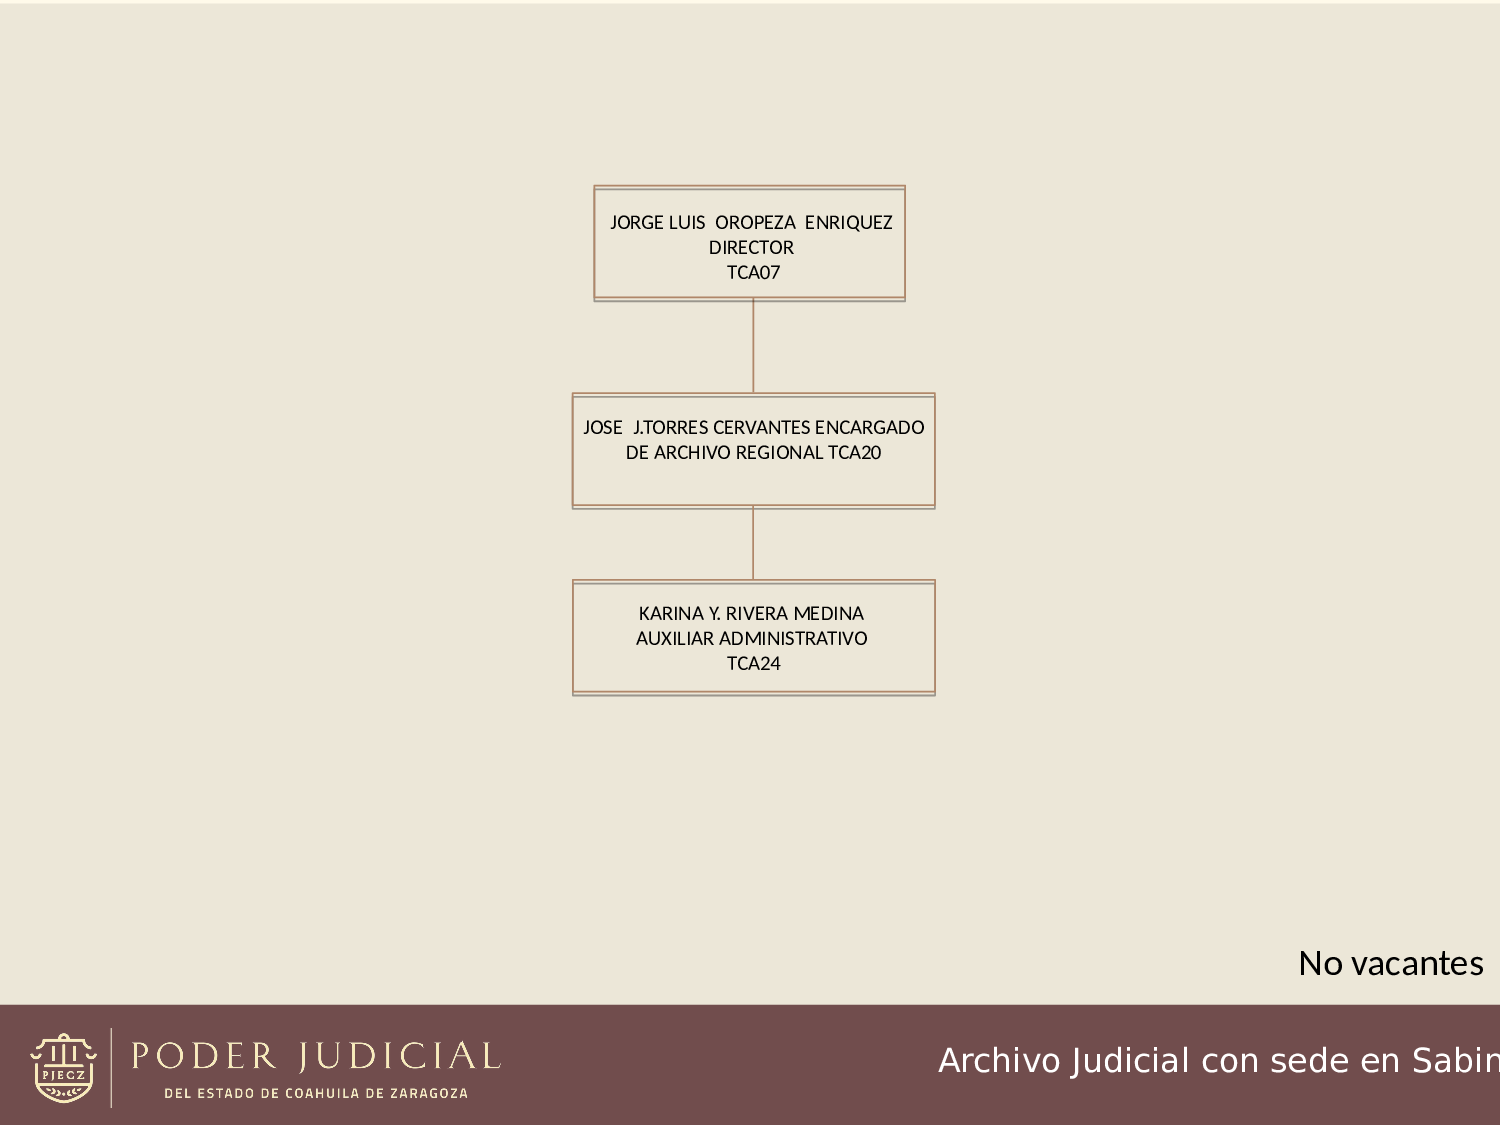 JORGE LUIS  OROPEZA  ENRIQUEZ
DIRECTOR
TCA07
JOSE  J.TORRES CERVANTES ENCARGADO
DE ARCHIVO REGIONAL TCA20
KARINA Y. RIVERA MEDINA
AUXILIAR ADMINISTRATIVO
TCA24
No vacantes
PJECZ
PODER JUDICIAL
DEL ESTADO DE COAHUILA DE ZARAGOZA
Archivo Judicial con sede en Sabin